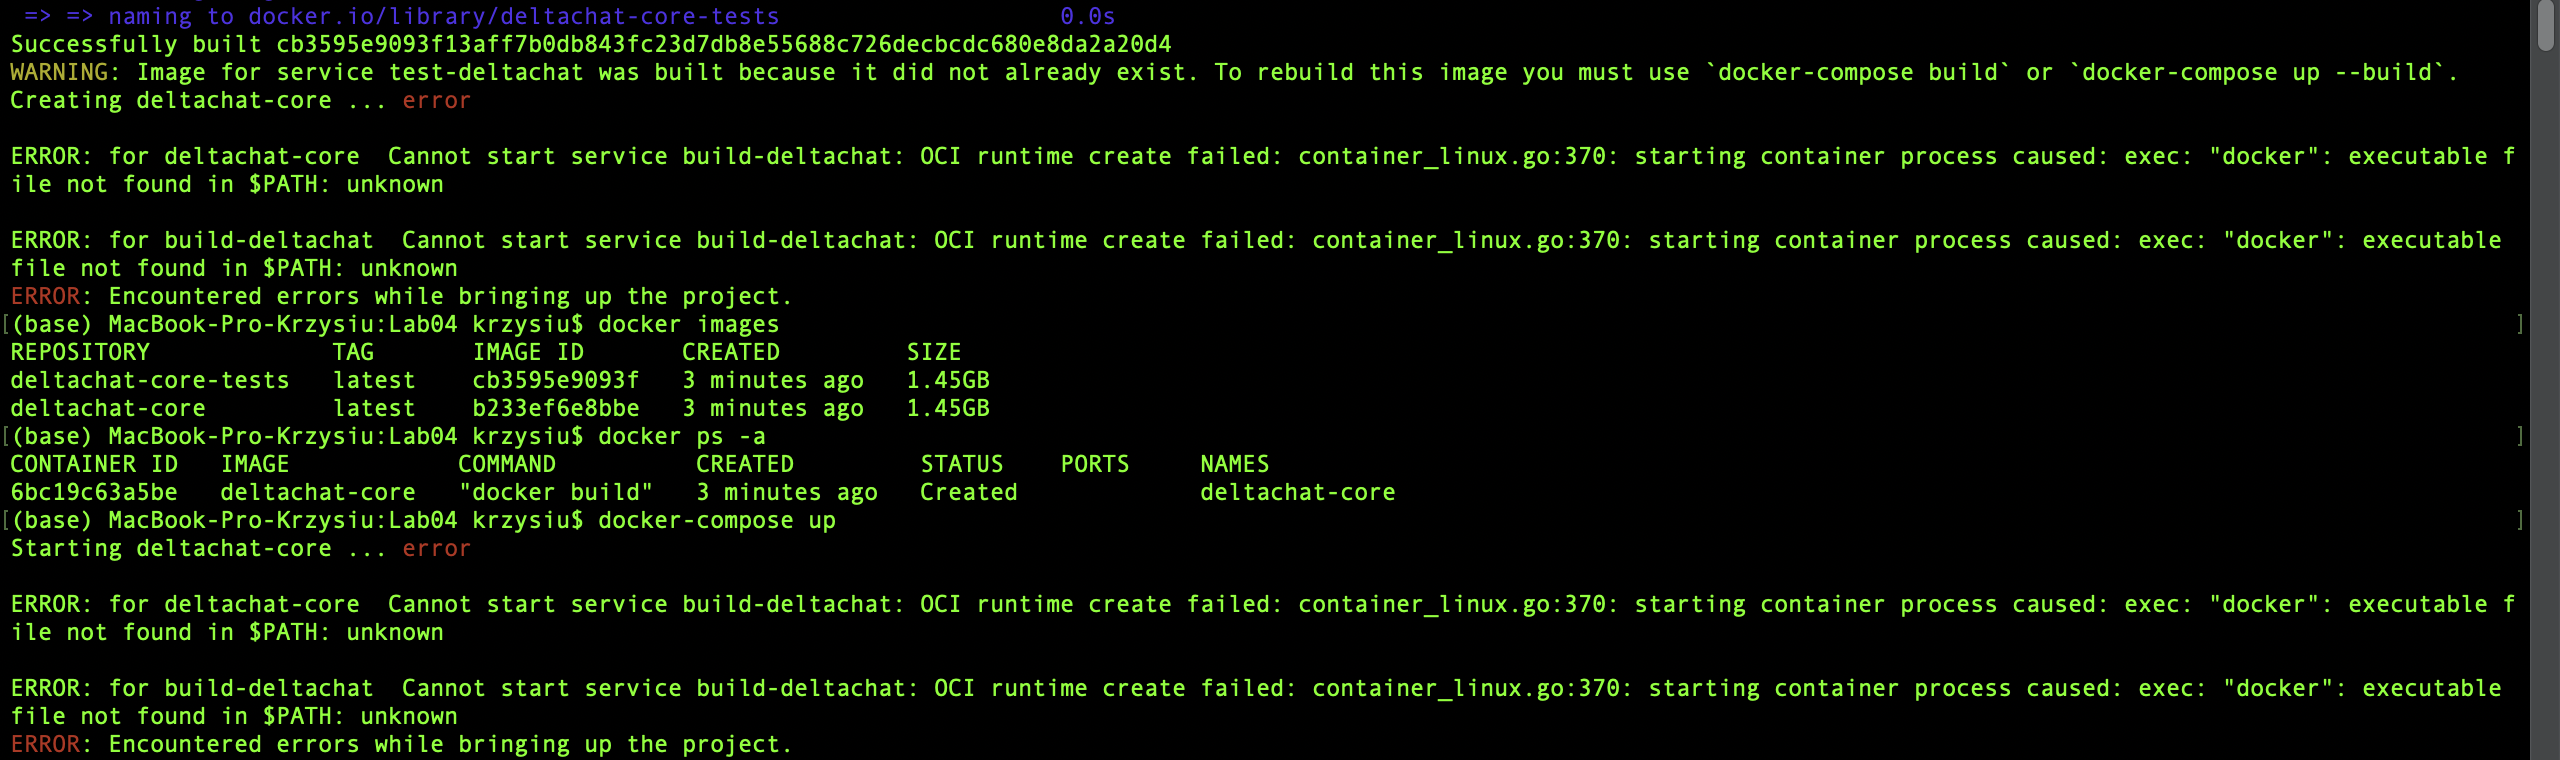 => => naming to docker.io/library/deltachat-core-tests 0.0s
Successfully built cb3595e9093f13aff7b0db843fc23d7db8e55688c726decbcdc680e8da2a20d4
WARNING: Image for service test-deltachat was built because it did not already exist. To rebuild this image you must use `docker-compose build` or `docker-compose up --build`.
Creating deltachat-core ... error
ERROR: for deltachat-core  Cannot start service build-deltachat: OCI runtime create failed: container_linux.go:370: starting container process caused: exec: "docker": executable f
ile not found in $PATH: unknown
ERROR: for build-deltachat  Cannot start service build-deltachat: OCI runtime create failed: container_linux.go:370: starting container process caused: exec: "docker": executable
file not found in $PATH: unknown
ERROR: Encountered errors while bringing up the project.
[(base) MacBook-Pro-Krzysiu:Lab04 krzysiu$ docker images ]
REPOSITORY TAG IMAGE ID CREATED SIZE
deltachat-core-tests latest cb3595e9093f 3 minutes ago 1.45GB
deltachat-core latest b233ef6e8bbe 3 minutes ago 1.45GB
[(base) MacBook-Pro-Krzysiu:Lab04 krzysiu$ docker ps -a ]
CONTAINER ID IMAGE COMMAND CREATED STATUS PORTS NAMES
6bc19c63a5be deltachat-core "docker build" 3 minutes ago Created deltachat-core
[(base) MacBook-Pro-Krzysiu:Lab04 krzysiu$ docker-compose up ]
Starting deltachat-core ... error
ERROR: for deltachat-core  Cannot start service build-deltachat: OCI runtime create failed: container_linux.go:370: starting container process caused: exec: "docker": executable f
ile not found in $PATH: unknown
ERROR: for build-deltachat  Cannot start service build-deltachat: OCI runtime create failed: container_linux.go:370: starting container process caused: exec: "docker": executable
file not found in $PATH: unknown
ERROR: Encountered errors while bringing up the project.